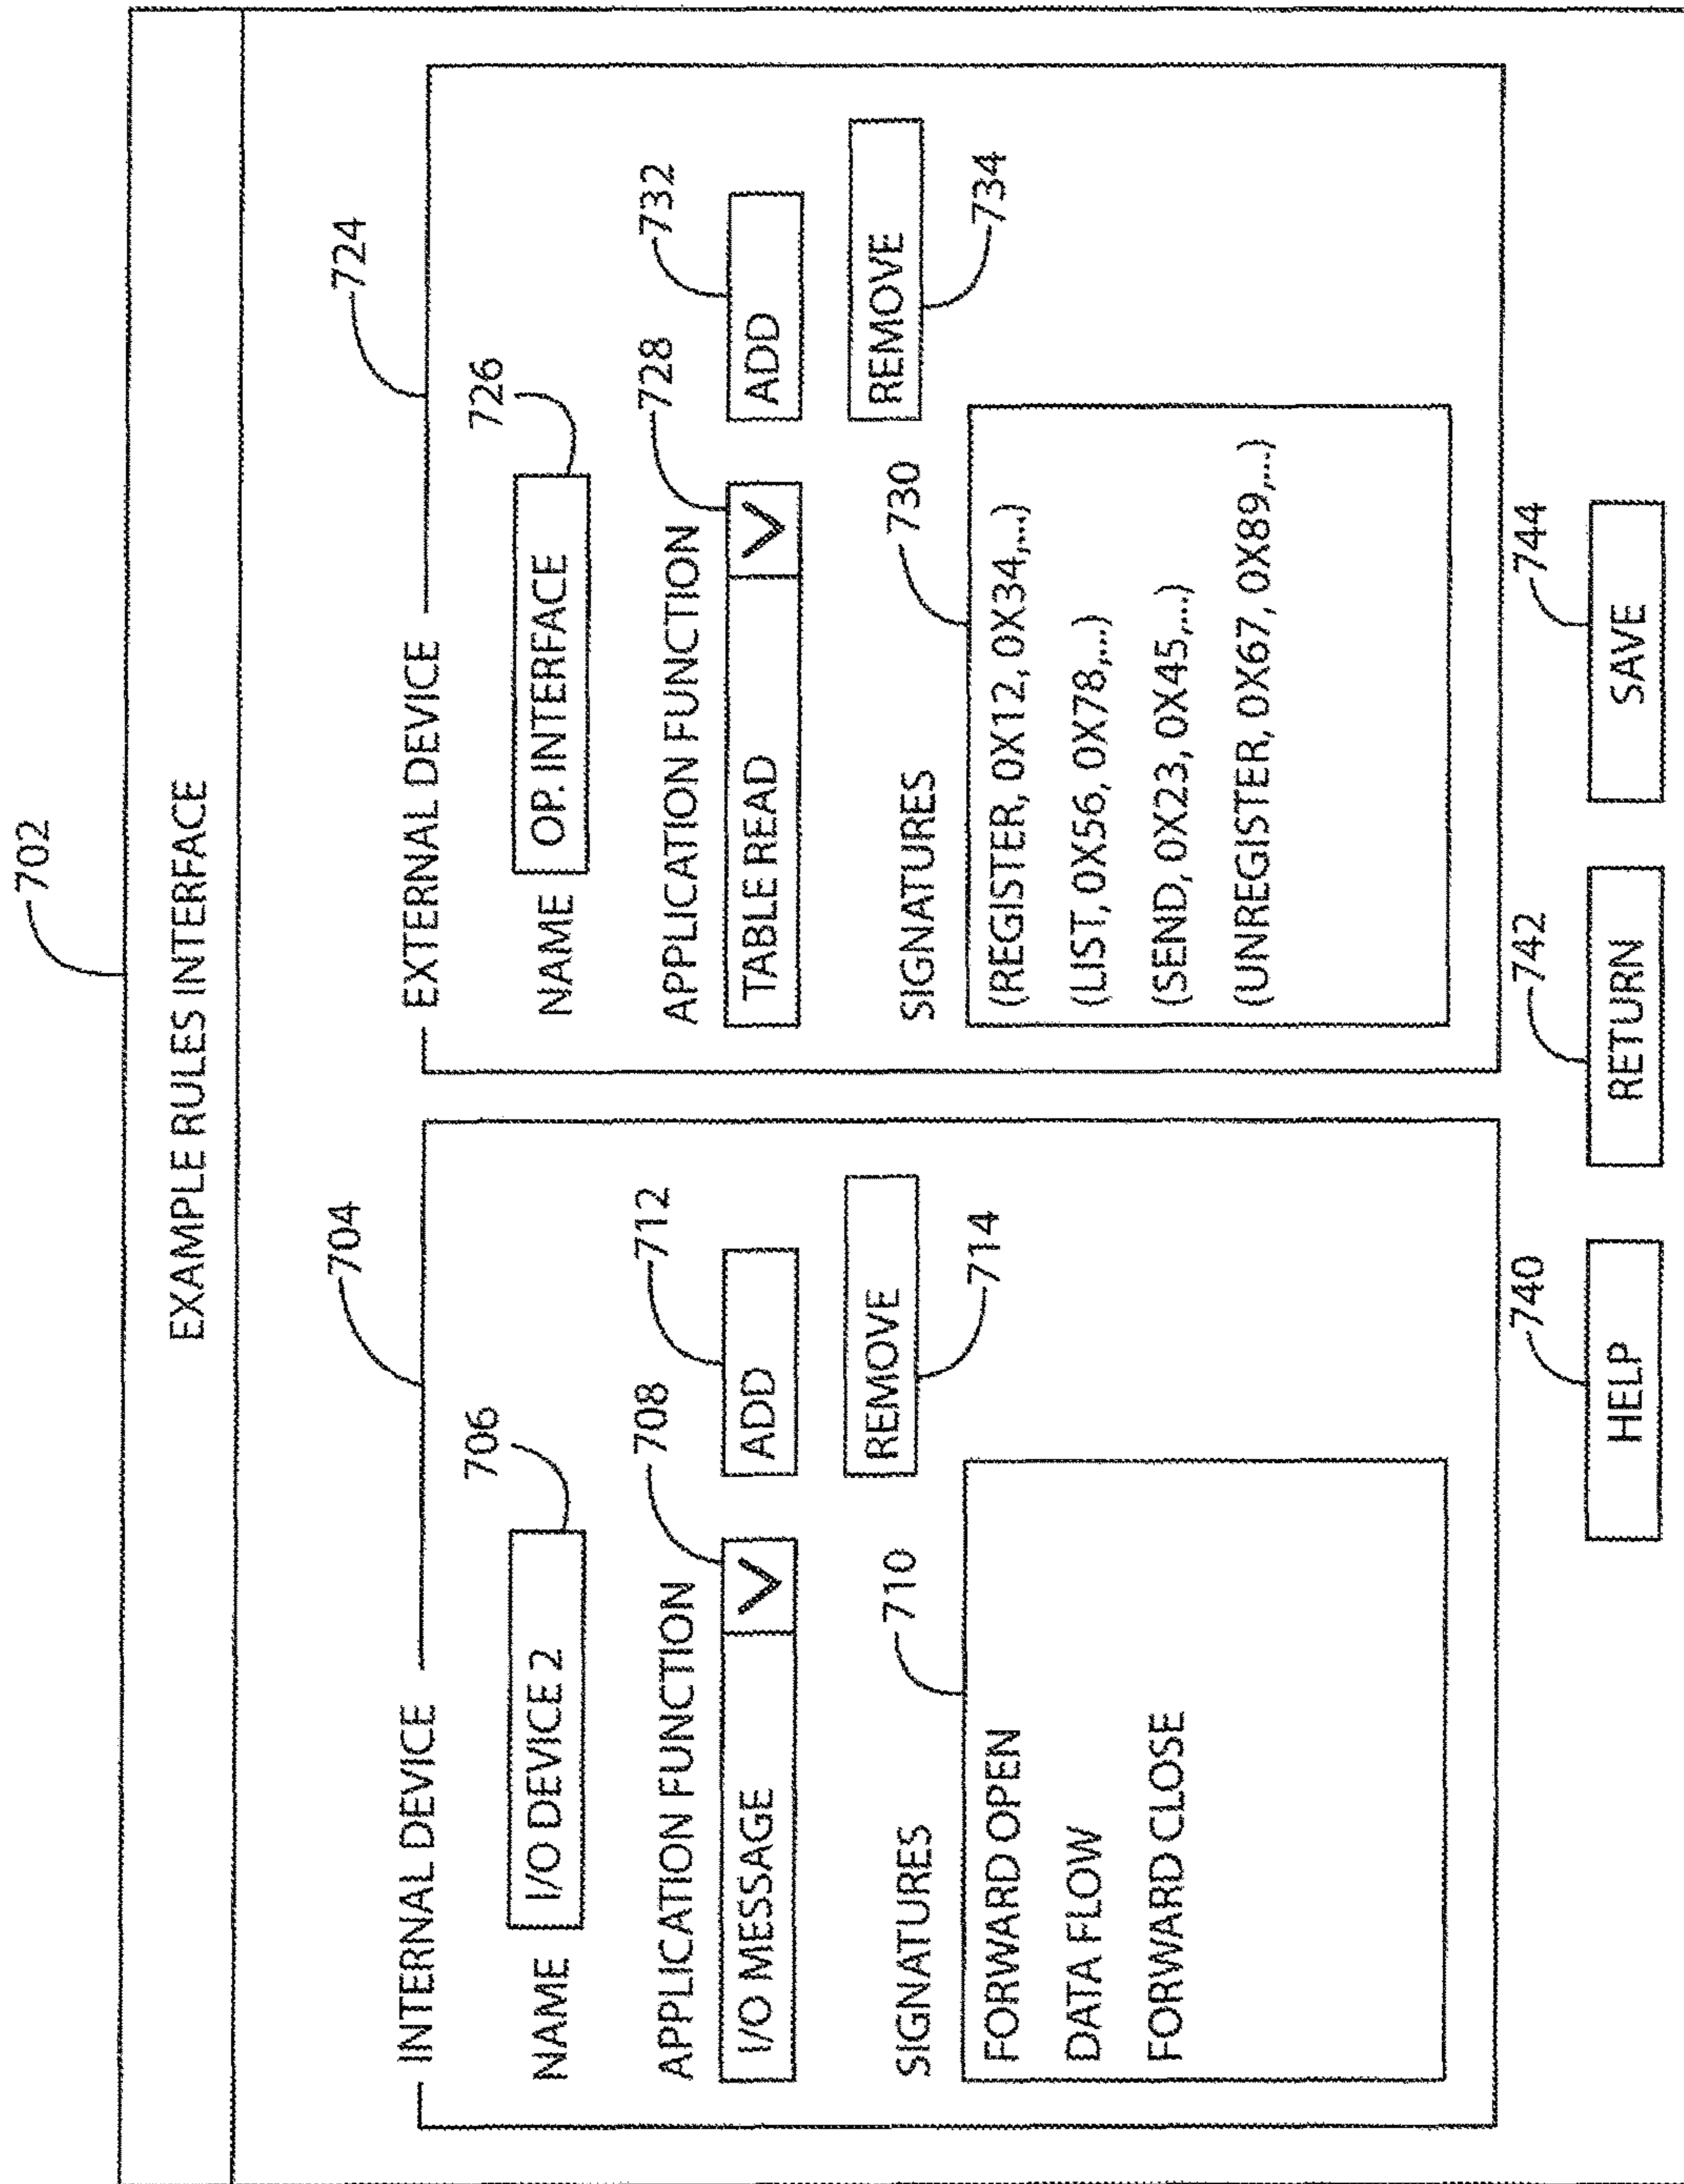 702
EXAMPLE RULES INTERFACE
704
INTERNAL DEVICE
706
NAME
I/O DEVICE 2
708
712
APPLICATION FUNCTION
I/O MESSAGE
ADD
REMOVE
714
710
SIGNATURES
FORWARD OPEN
DATA FLOW
FORWARD CLOSE
724
EXTERNAL DEVICE
726
NAME
OP. INTERFACE
728
732
APPLICATION FUNCTION
TABLE READ
ADD
REMOVE
734
730
SIGNATURES
(REGISTER, 0X12, 0X34,...)
(LIST, 0X56, 0X78,...)
(SEND, 0X23, 0X45,...)
(UNREGISTER, 0X67, 0X89,...)
740
HELP
742
RETURN
744
SAVE